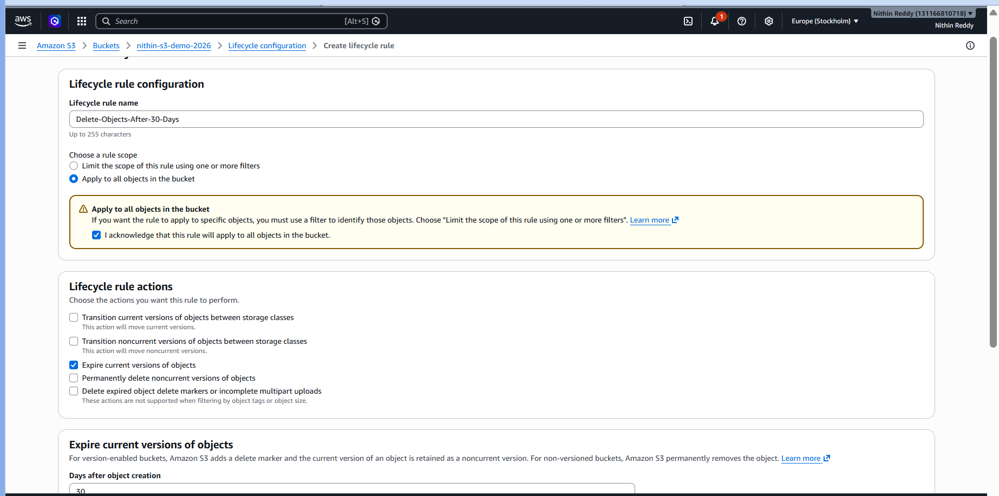 aws
Search
[Alt+S]
1
Europe (Stockholm)
Nithin Reddy (131166810718)
Nithin Reddy
Amazon S3 > Buckets > nithin-s3-demo-2026 > Lifecycle configuration > Create lifecycle rule
Lifecycle rule configuration
Lifecycle rule name
Delete-Objects-After-30-Days
Up to 255 characters
Choose a rule scope
Limit the scope of this rule using one or more filters
Apply to all objects in the bucket
Apply to all objects in the bucket
If you want the rule to apply to specific objects, you must use a filter to identify those objects. Choose "Limit the scope of this rule using one or more filters". Learn more
I acknowledge that this rule will apply to all objects in the bucket.
Lifecycle rule actions
Choose the actions you want this rule to perform.
Transition current versions of objects between storage classes
This action will move current versions.
Transition noncurrent versions of objects between storage classes
This action will move noncurrent versions.
Expire current versions of objects
Permanently delete noncurrent versions of objects
Delete expired object delete markers or incomplete multipart uploads
These actions are not supported when filtering by object tags or object size.
Expire current versions of objects
For version-enabled buckets, Amazon S3 adds a delete marker and the current version of an object is retained as a noncurrent version. For non-versioned buckets, Amazon S3 permanently removes the object. Learn more
Days after object creation
30